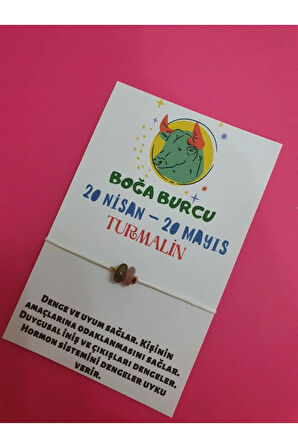 BOĞA BURCU
20 NİSAN – 20 MAYIS
TURMALİN
DENGE VE UYUM SAĞLAR. KİŞİNİN
AMAÇLARINA ODAKLANMASINI SAĞLAR.
DUYGUSAL İNİŞ VE ÇIKIŞLARI DENGELER.
HORMON SİSTEMİNİ DENGELER UYKU
VERİR.